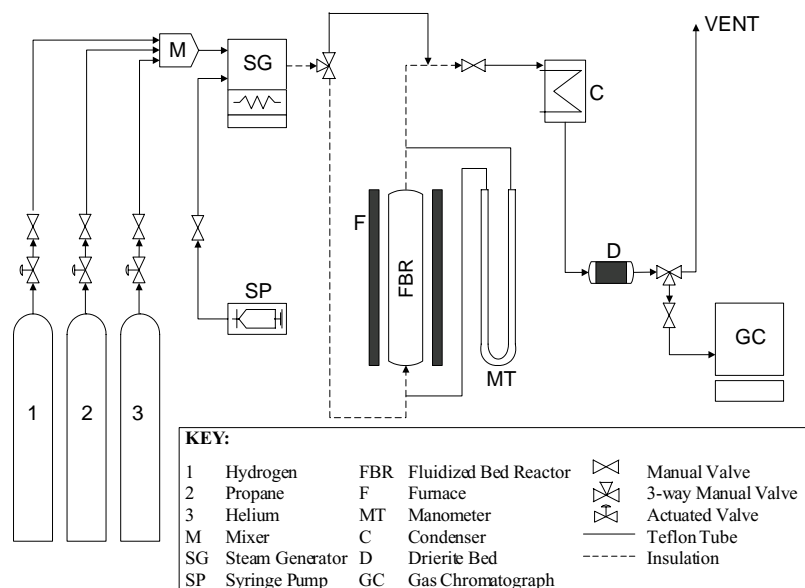 VENT
M
SG
C
F
FBR
D
SP
MT
GC
1
2
3
KEY:
1 Hydrogen FBR Fluidized Bed Reactor Manual Valve
2 Propane F Furnace 3-way Manual Valve
3 Helium MT Manometer Actuated Valve
M Mixer C Condenser Teflon Tube
SG Steam Generator D Drierite Bed Insulation
SP Syringe Pump GC Gas Chromatograph